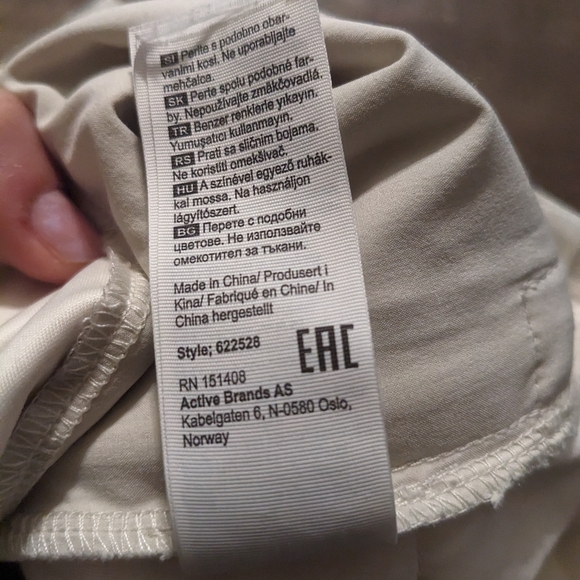 SI Perite s podobno obar-
vanimi kosi. Ne uporabljajte
mehčalca.
SK Perte spolu podobné far-
by. Nepoužívajte zmäkčovadlá.
TR Benzer renklerle yıkayın.
Yumuşatıcı kullanmayın.
RS Prati sa sličnim bojama.
Ne koristiti omekšivač.
HU A színével egyező ruhák-
kal mossa. Na használjon
lágyítószert.
BG Перете с подобни
цветове. Не използвайте
омекотител за тъкани.
Made in China/ Produsert i
Kina/ Fabriqué en Chine/ In
China hergestellt
Style; 622528
EAC
RN 151408
Active Brands AS
Kabelgaten 6, N-0580 Oslo,
Norway